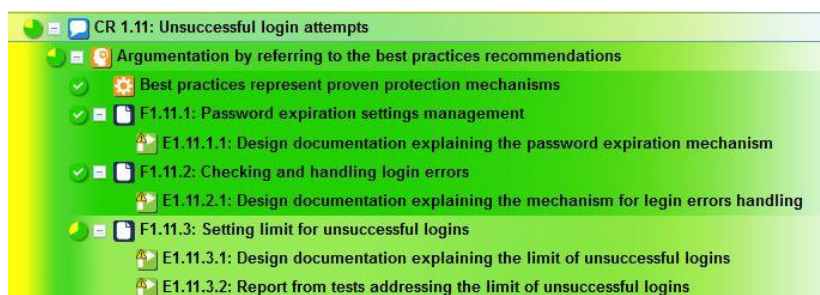 CR 1.11: Unsuccessful login attempts
Argumentation by referring to the best practices recommendations
Best practices represent proven protection mechanisms
F1.11.1: Password expiration settings management
E1.11.1.1: Design documentation explaining the password expiration mechanism
F1.11.2: Checking and handling login errors
E1.11.2.1: Design documentation explaining the mechanism for legin errors handling
F1.11.3: Setting limit for unsuccessful logins
E1.11.3.1: Design documentation explaining the limit of unsuccessful logins
E1.11.3.2: Report from tests addressing the limit of unsuccessful logins